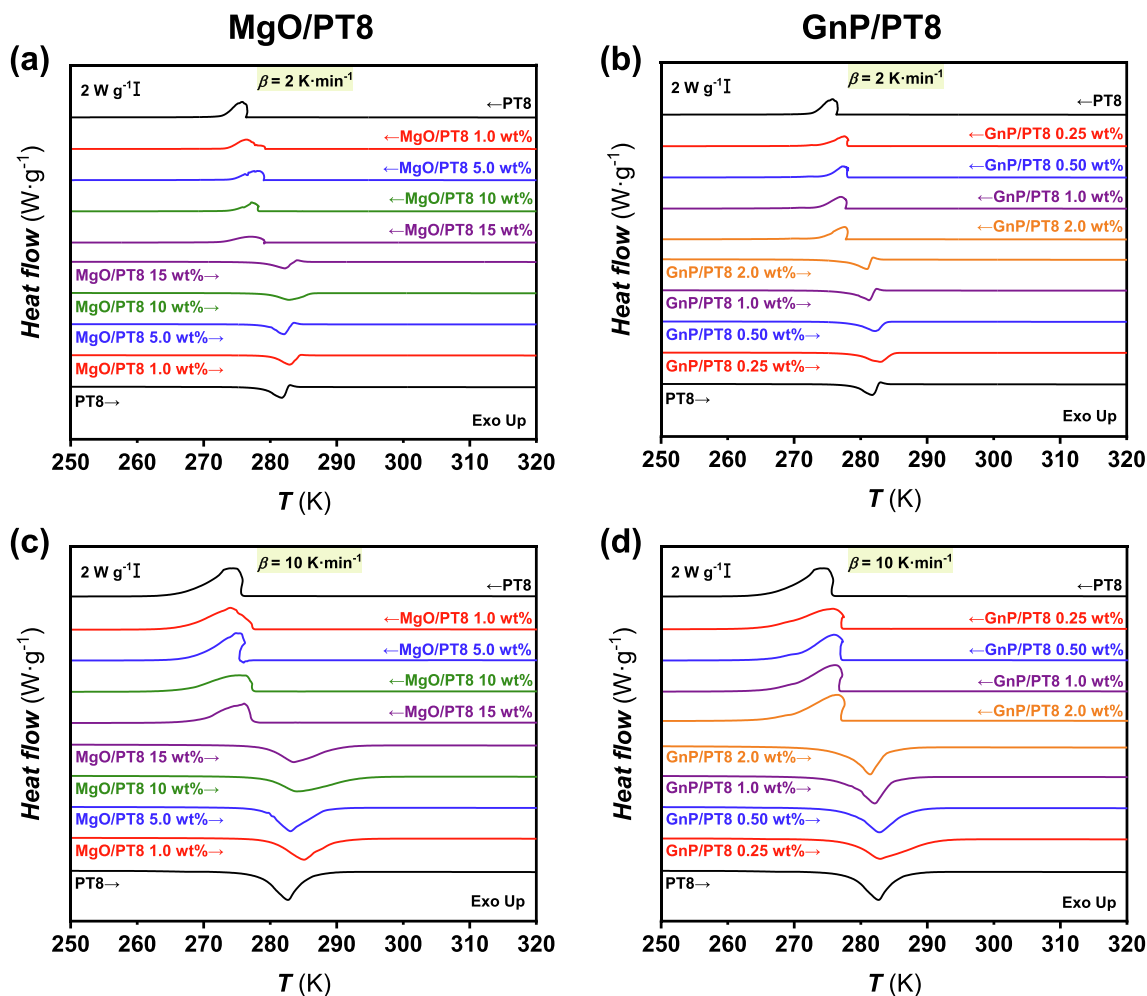 MgO/PT8
GnP/PT8
(a)
2 W g⁻¹
β = 2 K·min⁻¹
←PT8
←MgO/PT8 1.0 wt%
←MgO/PT8 5.0 wt%
←MgO/PT8 10 wt%
←MgO/PT8 15 wt%
MgO/PT8 15 wt%→
MgO/PT8 10 wt%→
MgO/PT8 5.0 wt%→
MgO/PT8 1.0 wt%→
PT8→
Exo Up
Heat flow (W·g⁻¹)
250 260 270 280 290 300 310 320
T (K)
(b)
2 W g⁻¹
β = 2 K·min⁻¹
←PT8
←GnP/PT8 0.25 wt%
←GnP/PT8 0.50 wt%
←GnP/PT8 1.0 wt%
←GnP/PT8 2.0 wt%
GnP/PT8 2.0 wt%→
GnP/PT8 1.0 wt%→
GnP/PT8 0.50 wt%→
GnP/PT8 0.25 wt%→
PT8→
Exo Up
Heat flow (W·g⁻¹)
250 260 270 280 290 300 310 320
T (K)
(c)
2 W g⁻¹
β = 10 K·min⁻¹
←PT8
←MgO/PT8 1.0 wt%
←MgO/PT8 5.0 wt%
←MgO/PT8 10 wt%
←MgO/PT8 15 wt%
MgO/PT8 15 wt%→
MgO/PT8 10 wt%→
MgO/PT8 5.0 wt%→
MgO/PT8 1.0 wt%→
PT8→
Exo Up
Heat flow (W·g⁻¹)
250 260 270 280 290 300 310 320
T (K)
(d)
2 W g⁻¹
β = 10 K·min⁻¹
←PT8
←GnP/PT8 0.25 wt%
←GnP/PT8 0.50 wt%
←GnP/PT8 1.0 wt%
←GnP/PT8 2.0 wt%
GnP/PT8 2.0 wt%→
GnP/PT8 1.0 wt%→
GnP/PT8 0.50 wt%→
GnP/PT8 0.25 wt%→
PT8→
Exo Up
Heat flow (W·g⁻¹)
250 260 270 280 290 300 310 320
T (K)